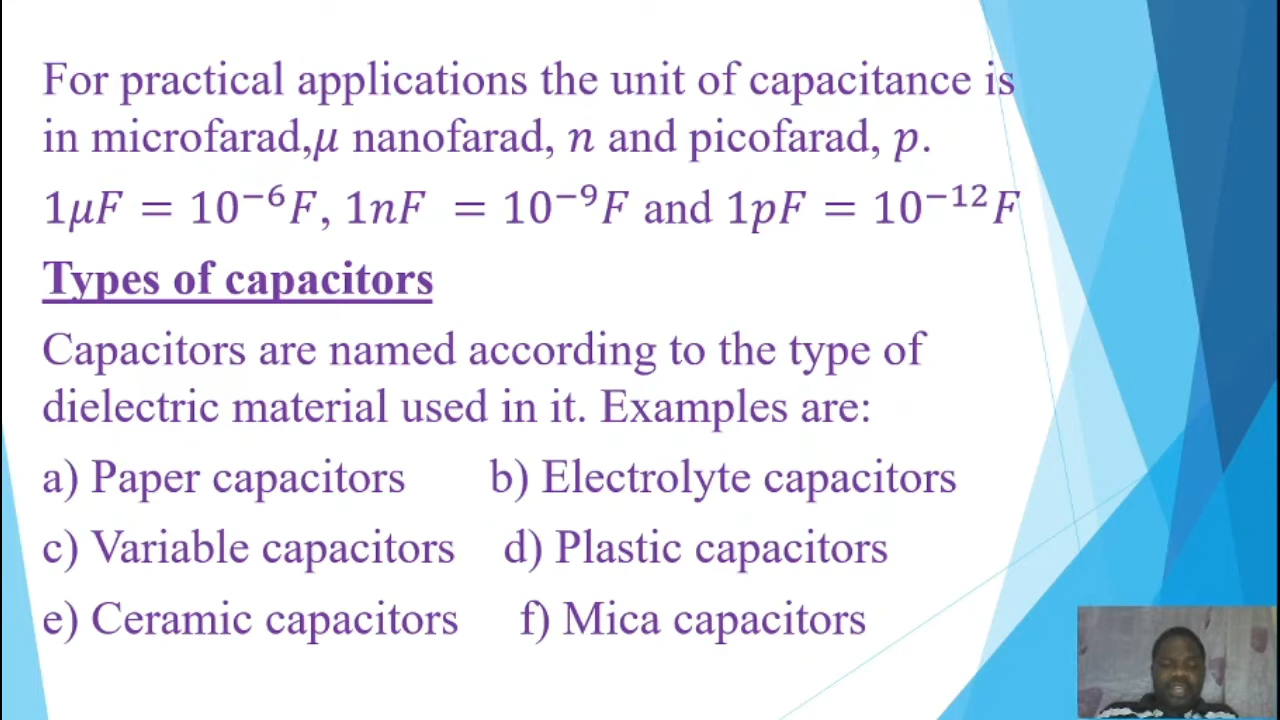 For practical applications the unit of capacitance is
in microfarad,μ nanofarad, n and picofarad, p.
1μF = 10⁻⁶F, 1nF = 10⁻⁹F and 1pF = 10⁻¹²F
Types of capacitors
Capacitors are named according to the type of
dielectric material used in it. Examples are:
a) Paper capacitors b) Electrolyte capacitors
c) Variable capacitors d) Plastic capacitors
e) Ceramic capacitors f) Mica capacitors